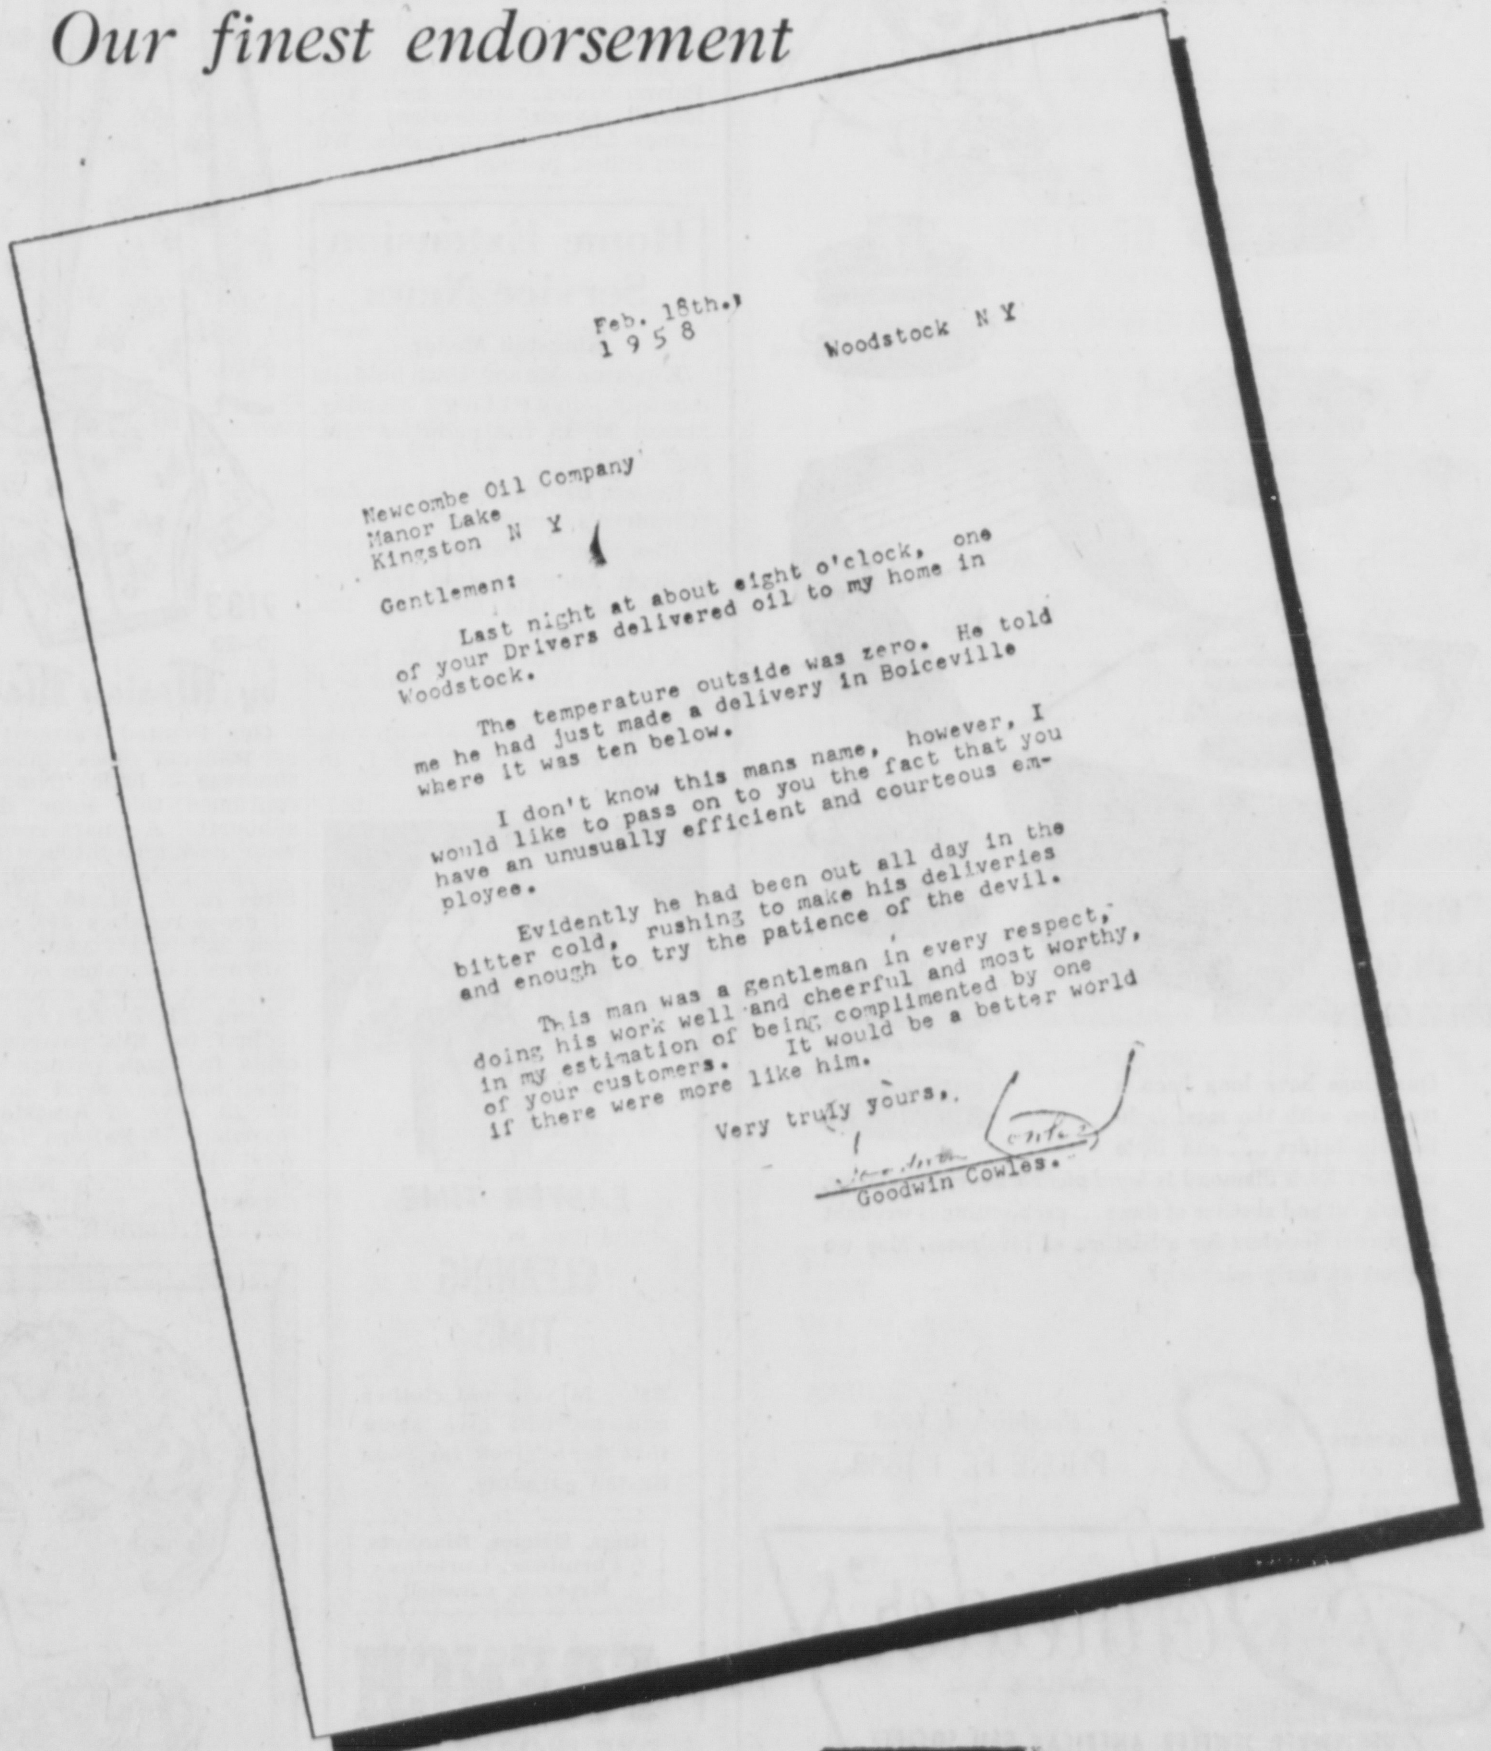 Our finest endorsement
Feb. 18th.,
1 9 5 8
Woodstock N Y
Newcombe Oil Company
Manor Lake
Kingston N Y
Gentlemen:
Last night at about eight o'clock, one
of your Drivers delivered oil to my home in
Woodstock.
The temperature outside was zero. He told
me he had just made a delivery in Boiceville
where it was ten below.
I don't know this mans name, however, I
would like to pass on to you the fact that you
have an unusually efficient and courteous em-
ployee.
Evidently he had been out all day in the
bitter cold, rushing to make his deliveries
and enough to try the patience of the devil.
This man was a gentleman in every respect,
doing his work well and cheerful and most worthy,
in my estimation of being complimented by one
of your customers. It would be a better world
if there were more like him.
Very truly yours,
Goodwin Cowles
Goodwin Cowles.